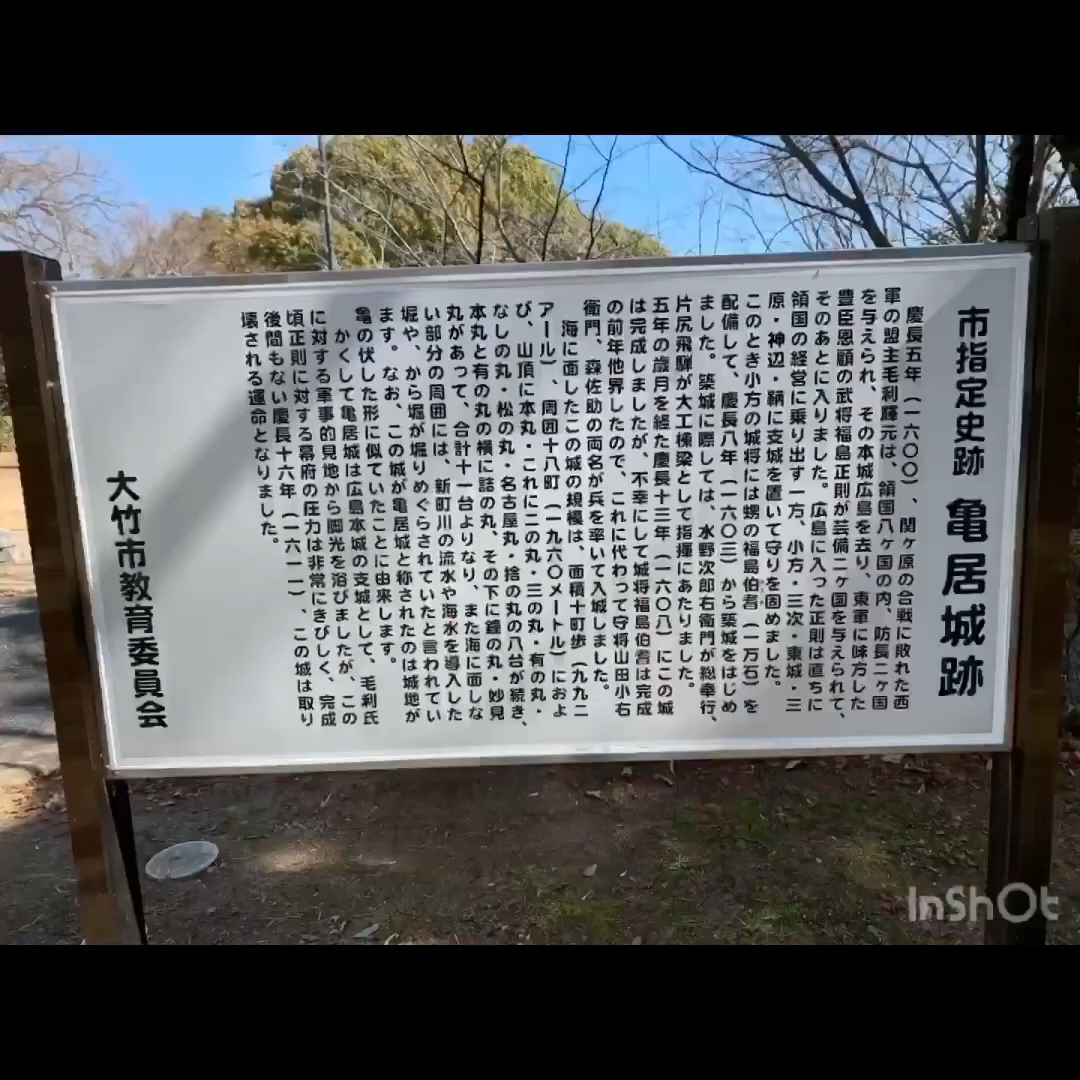 市指定史跡 亀居城跡
慶長五年（一六〇〇）、関ヶ原の合戦に敗れた西
軍の盟主毛利輝元は、領国八ヶ国の内、防長二ヶ国
を与えられ、その本城広島を去り、東軍に味方した
豊臣恩顧の武将福島正則が芸備二ヶ国を与えられて、
そのあとに入りました。広島に入った正則は直ちに
領国の経営に乗り出す一方、小方・三次・東城・三
原・神辺・鞆に支城を置いて守りを固めました。
このとき小方の城将には甥の福島伯耆（一万石）を
配備して、慶長八年（一六〇三）から築城をはじめ
ました。築城に際しては、水野次郎右衛門が総奉行、
片尻飛騨が大工棟梁として指揮にあたりました。
五年の歳月を経た慶長十三年（一六〇八）にこの城
は完成しましたが、不幸にして城将福島伯耆は完成
の前年他界したので、これに代わって守将山田小右
衛門、森佐助の両名が兵を率いて入城しました。
海に面したこの城の規模は、面積十町歩（九九二
アール）、周囲十八町（一九六〇メートル）におよ
び、山頂に本丸・これに二の丸・三の丸・有の丸・
なしの丸・松の丸・名古屋丸・捨の丸の八台が続き、
本丸と有の丸の横に詰の丸、その下に鐘の丸・妙見
丸があって、合計十一台よりなり、また海に面しな
い部分の周囲には、新町川の流水や海水を導入した
堀や、から堀が堀りめぐらされていたと言われてい
ます。なお、この城が亀居城と称されたのは城地が
亀の伏した形に似ていたことに由来します。
かくして亀居城は広島本城の支城として、毛利氏
に対する軍事的見地から脚光を浴びましたが、この
頃正則に対する幕府の圧力は非常にきびしく、完成
後間もない慶長十六年（一六一一）、この城は取り
壊される運命となりました。
大竹市教育委員会
InShOt